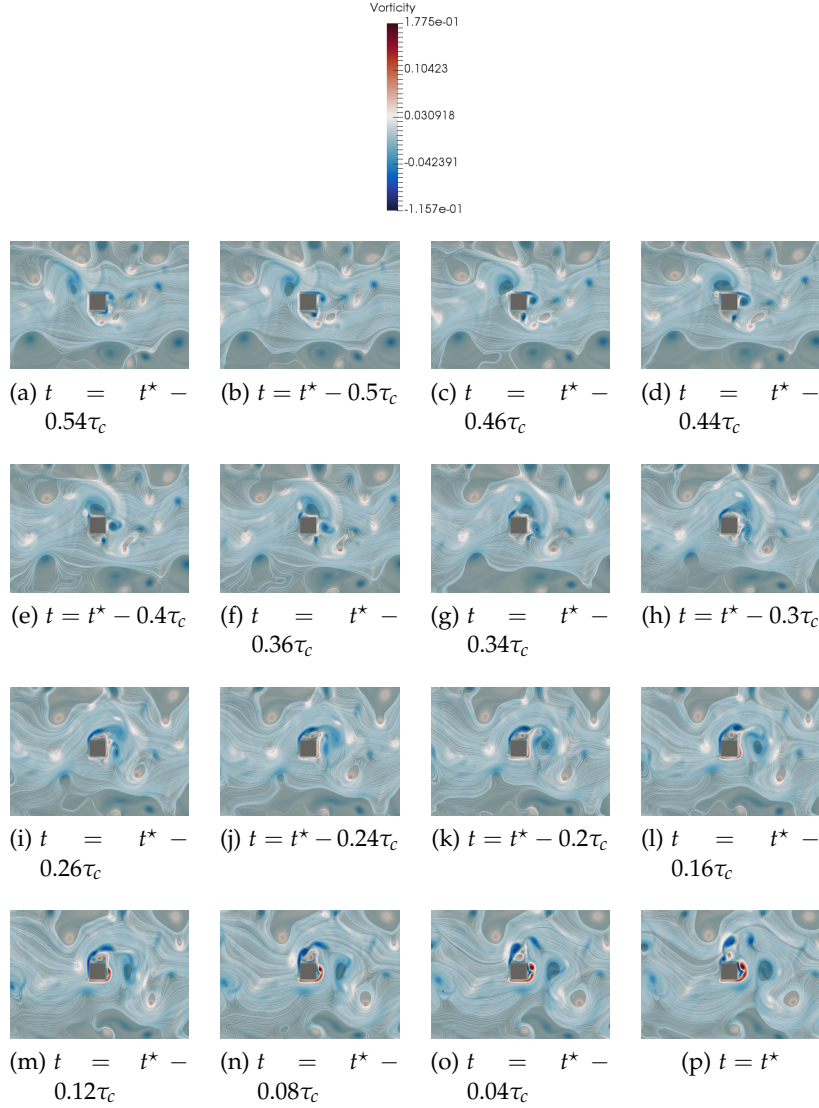 Vorticity
1.775e-01
0.10423
0.030918
-0.042391
-1.157e-01
(a) t = t⋆ −
0.54τc
(b) t = t⋆ − 0.5τc
(c) t = t⋆ −
0.46τc
(d) t = t⋆ −
0.44τc
(e) t = t⋆ − 0.4τc
(f) t = t⋆ −
0.36τc
(g) t = t⋆ −
0.34τc
(h) t = t⋆ − 0.3τc
(i) t = t⋆ −
0.26τc
(j) t = t⋆ − 0.24τc
(k) t = t⋆ − 0.2τc
(l) t = t⋆ −
0.16τc
(m) t = t⋆ −
0.12τc
(n) t = t⋆ −
0.08τc
(o) t = t⋆ −
0.04τc
(p) t = t⋆